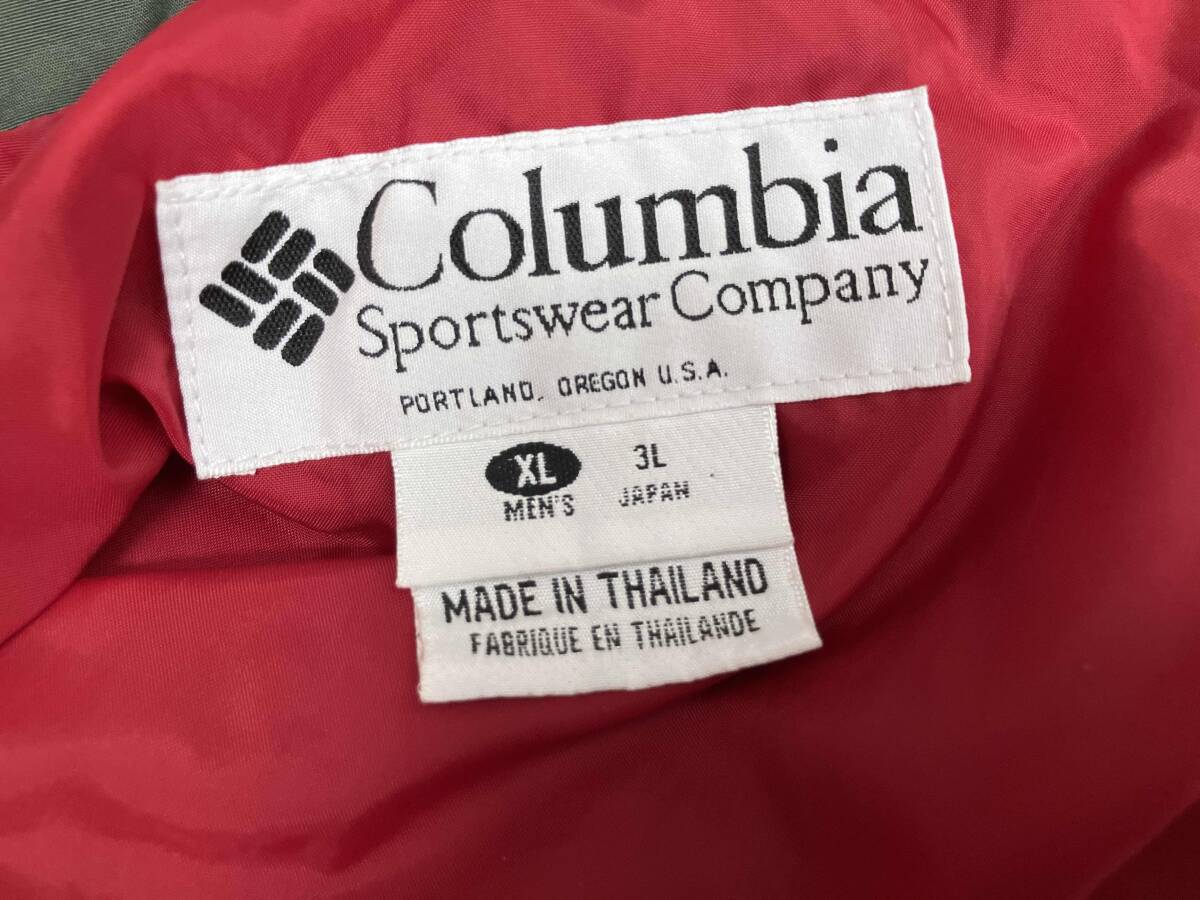 Columbia
Sportswear Company
PORTLAND, OREGON U.S.A.
XL 3L
MEN'S JAPAN
MADE IN THAILAND
FABRIQUE EN THAILANDE